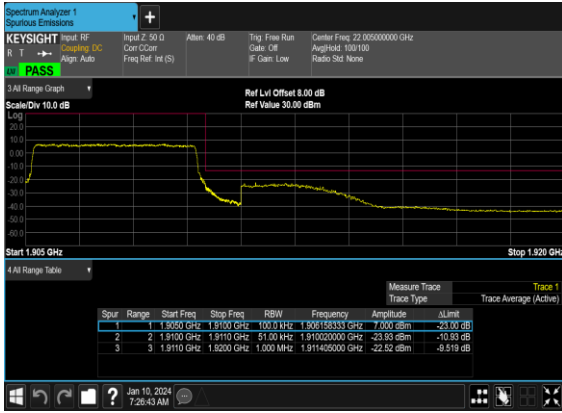 Spectrum Analyzer 1
Spurious Emissions
KEYSIGHT Input: RF Input Z: 50 Ω Atten: 40 dB Trig: Free Run Center Freq: 22.005000000 GHz
R T Coupling: DC Corr CCorr Gate: Off Avg|Hold: 100/100
Align: Auto Freq Ref: Int (S) IF Gain: Low Radio Std: None
PASS
3 All Range Graph
Ref Lvl Offset 8.00 dB
Scale/Div 10.0 dB Ref Value 30.00 dBm
Log
20.0
10.0
0.00
-10.0
-20.0
-30.0
-40.0
-50.0
-60.0
Start 1.905 GHz Stop 1.920 GHz
4 All Range Table
Measure Trace Trace 1
Trace Type Trace Average (Active)
Spur Range Start Freq Stop Freq RBW Frequency Amplitude ΔLimit
1 1 1.9050 GHz 1.9100 GHz 100.0 kHz 1.906158333 GHz 7.000 dBm -23.00 dB
2 2 1.9100 GHz 1.9110 GHz 51.00 kHz 1.910020000 GHz -23.93 dBm -10.93 dB
3 3 1.9110 GHz 1.9200 GHz 1.000 MHz 1.911405000 GHz -22.52 dBm -9.519 dB
?
Jan 10, 2024
7:26:43 AM